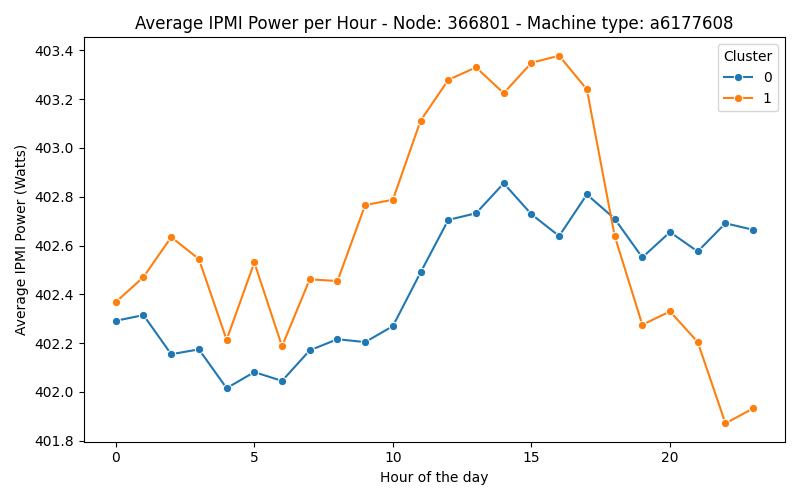 Average IPMI Power per Hour - Node: 366801 - Machine type: a6177608
Cluster
0
1
403.4
403.2
403.0
402.8
402.6
402.4
402.2
402.0
401.8
Average IPMI Power (Watts)
0 5 10 15 20
Hour of the day